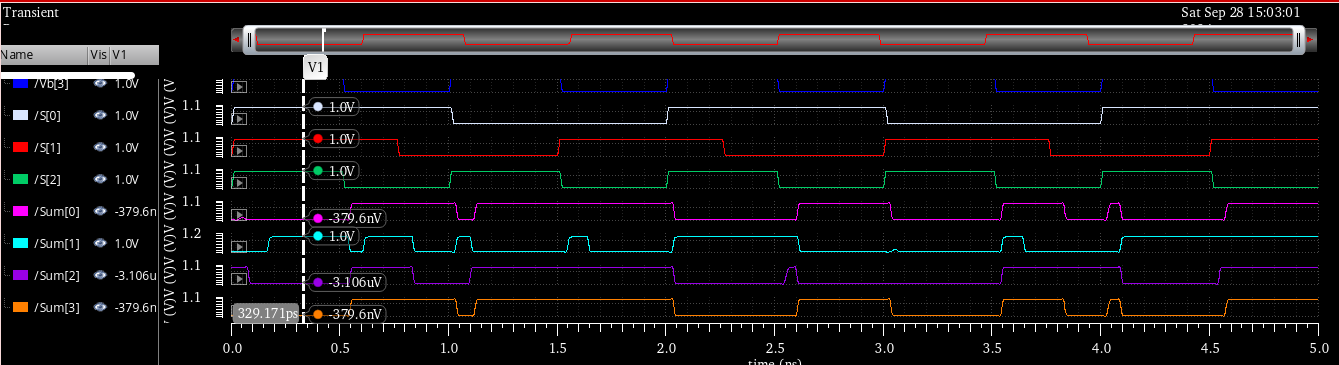 Transient
Sat Sep 28 15:03:01
Name Vis V1
V1
/Vb[3] 1.0V
/S[0] 1.0V 1.1 1.0V
/S[1] 1.0V 1.1 1.0V
/S[2] 1.0V 1.1 1.0V
/Sum[0] -379.6n 1.1 -379.6nV
/Sum[1] 1.0V 1.2 1.0V
/Sum[2] -3.106u 1.1 -3.106uV
/Sum[3] -379.6n 1.1 329.171ps -379.6nV
V (V)V (V)V (V)V (V)V (V)V (V)V (V
0.0 0.5 1.0 1.5 2.0 2.5 3.0 3.5 4.0 4.5 5.0
time (ns)